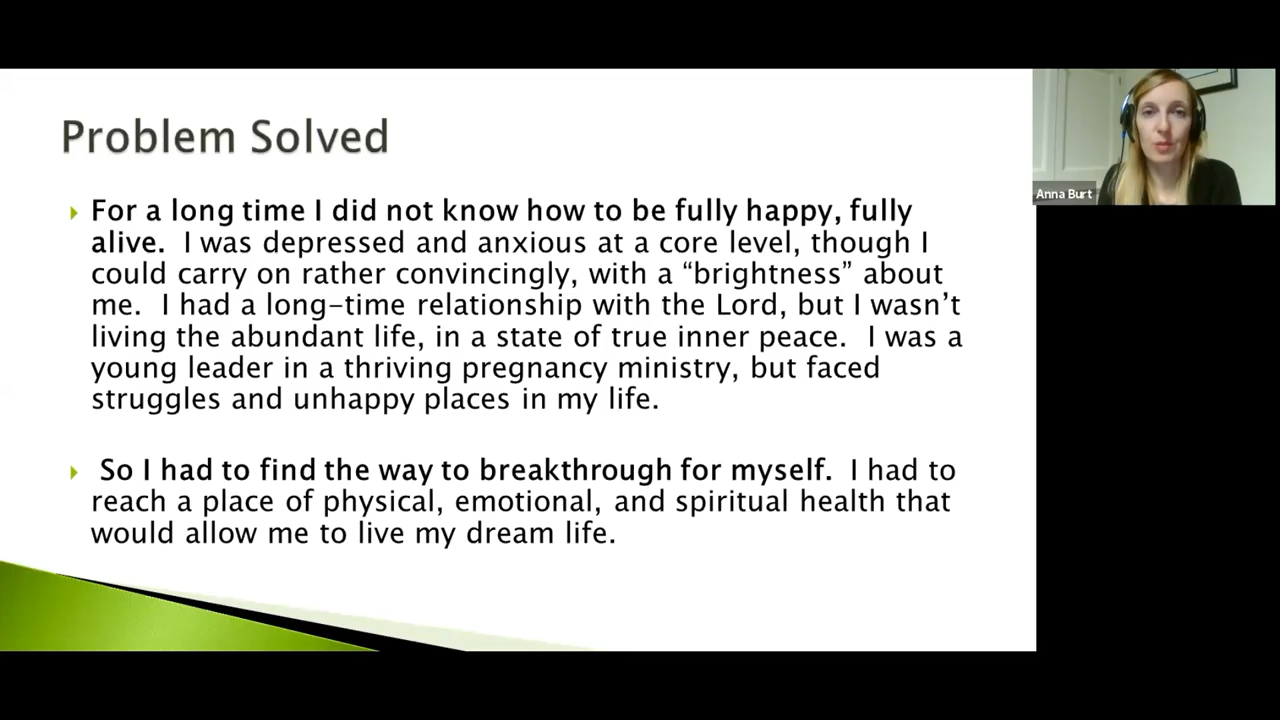 Problem Solved
For a long time I did not know how to be fully happy, fully
alive.  I was depressed and anxious at a core level, though I
could carry on rather convincingly, with a “brightness” about
me.  I had a long-time relationship with the Lord, but I wasn’t
living the abundant life, in a state of true inner peace.  I was a
young leader in a thriving pregnancy ministry, but faced
struggles and unhappy places in my life.
So I had to find the way to breakthrough for myself.  I had to
reach a place of physical, emotional, and spiritual health that
would allow me to live my dream life.
Anna Burt